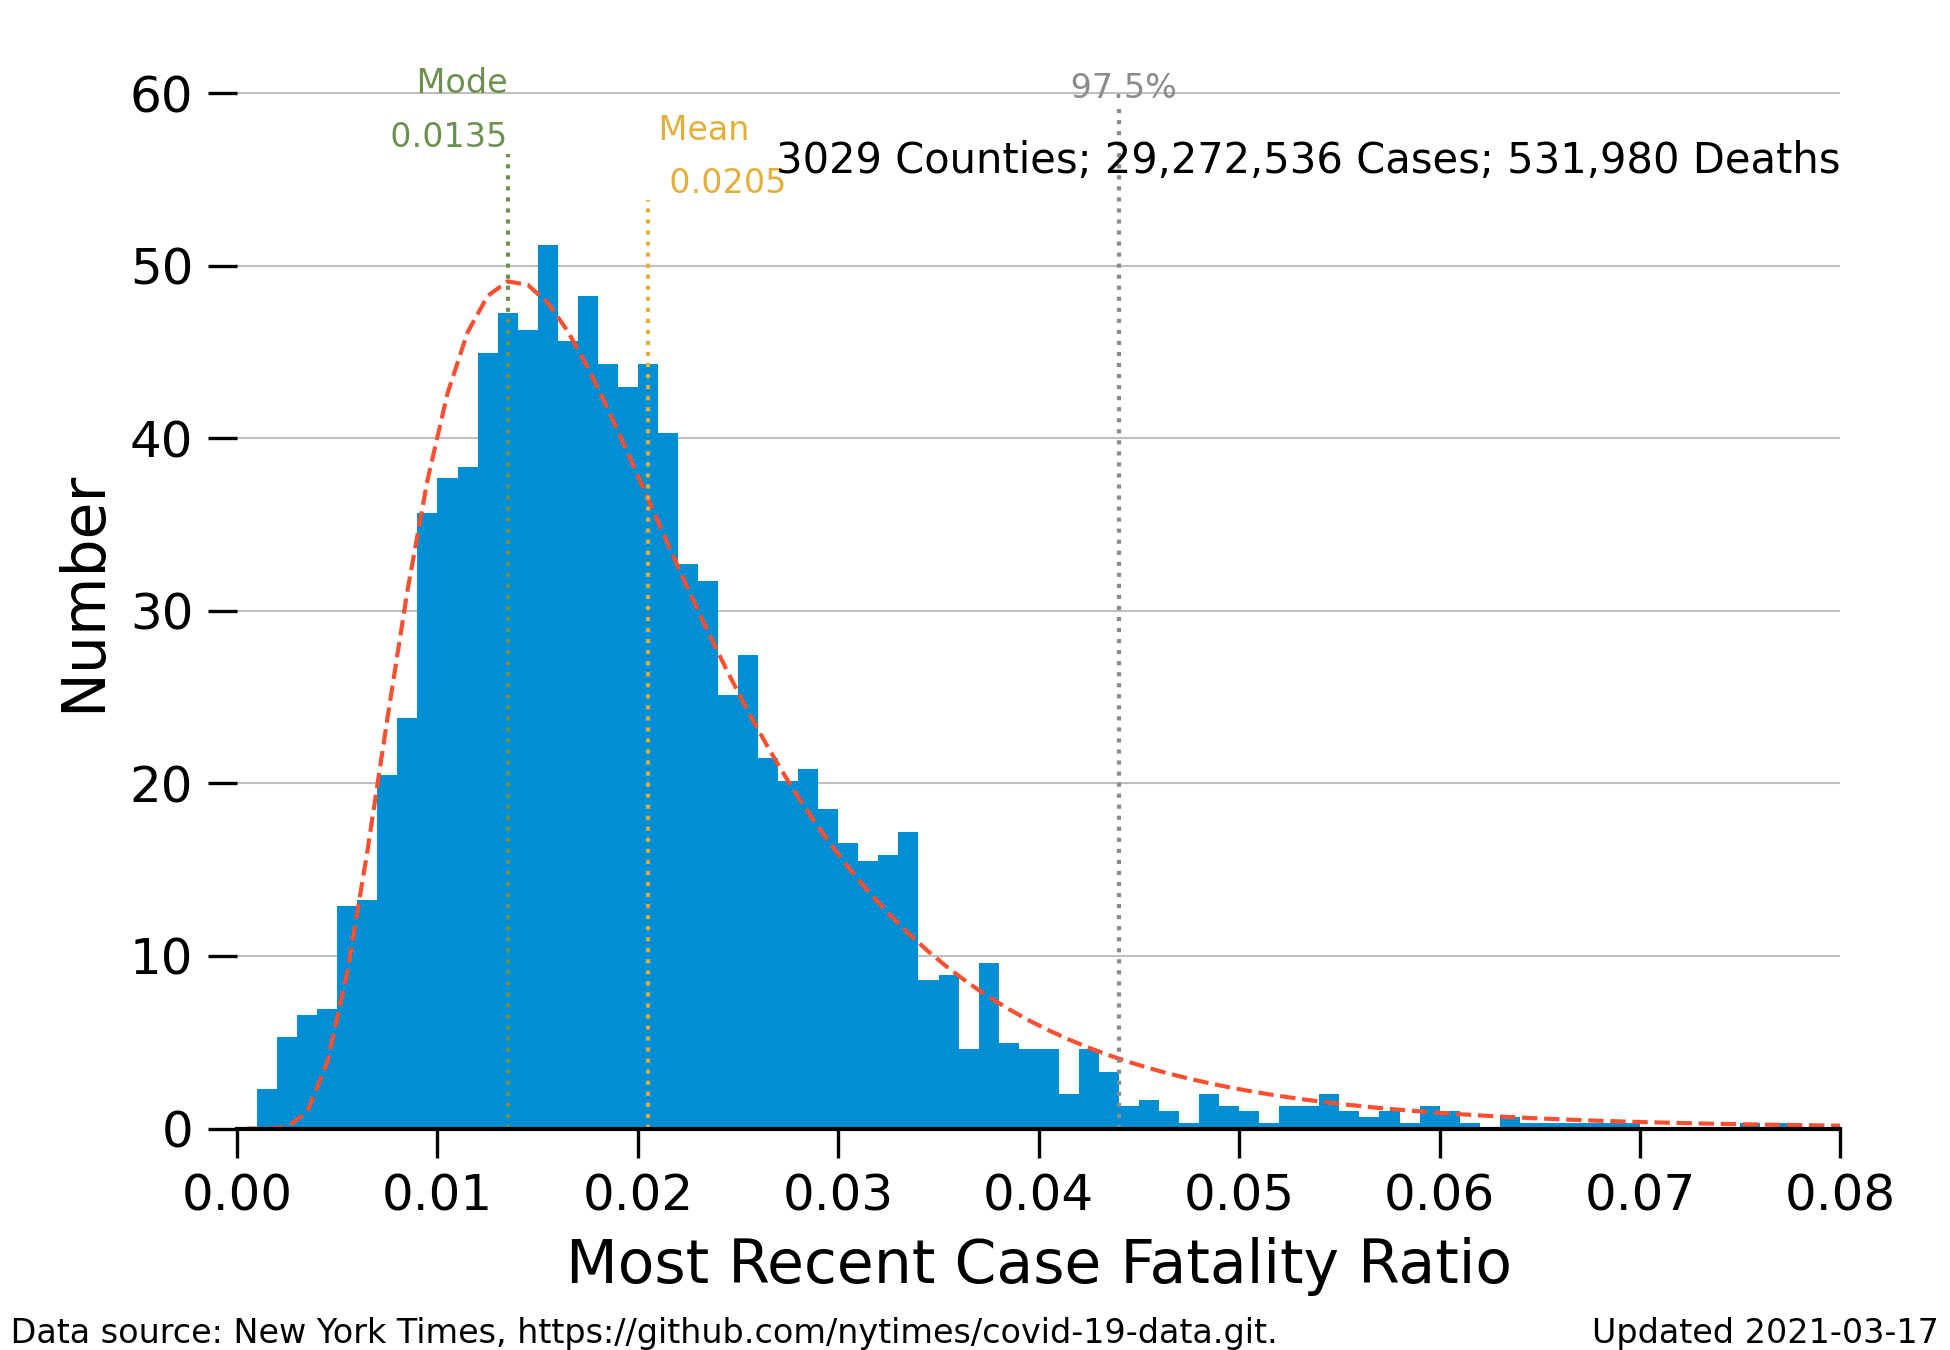 Mode
0.0135
Mean
0.0205
97.5%
3029 Counties; 29,272,536 Cases; 531,980 Deaths
60
50
40
30
20
10
0
Number
0.00 0.01 0.02 0.03 0.04 0.05 0.06 0.07 0.08
Most Recent Case Fatality Ratio
Data source: New York Times, https://github.com/nytimes/covid-19-data.git.
Updated 2021-03-17